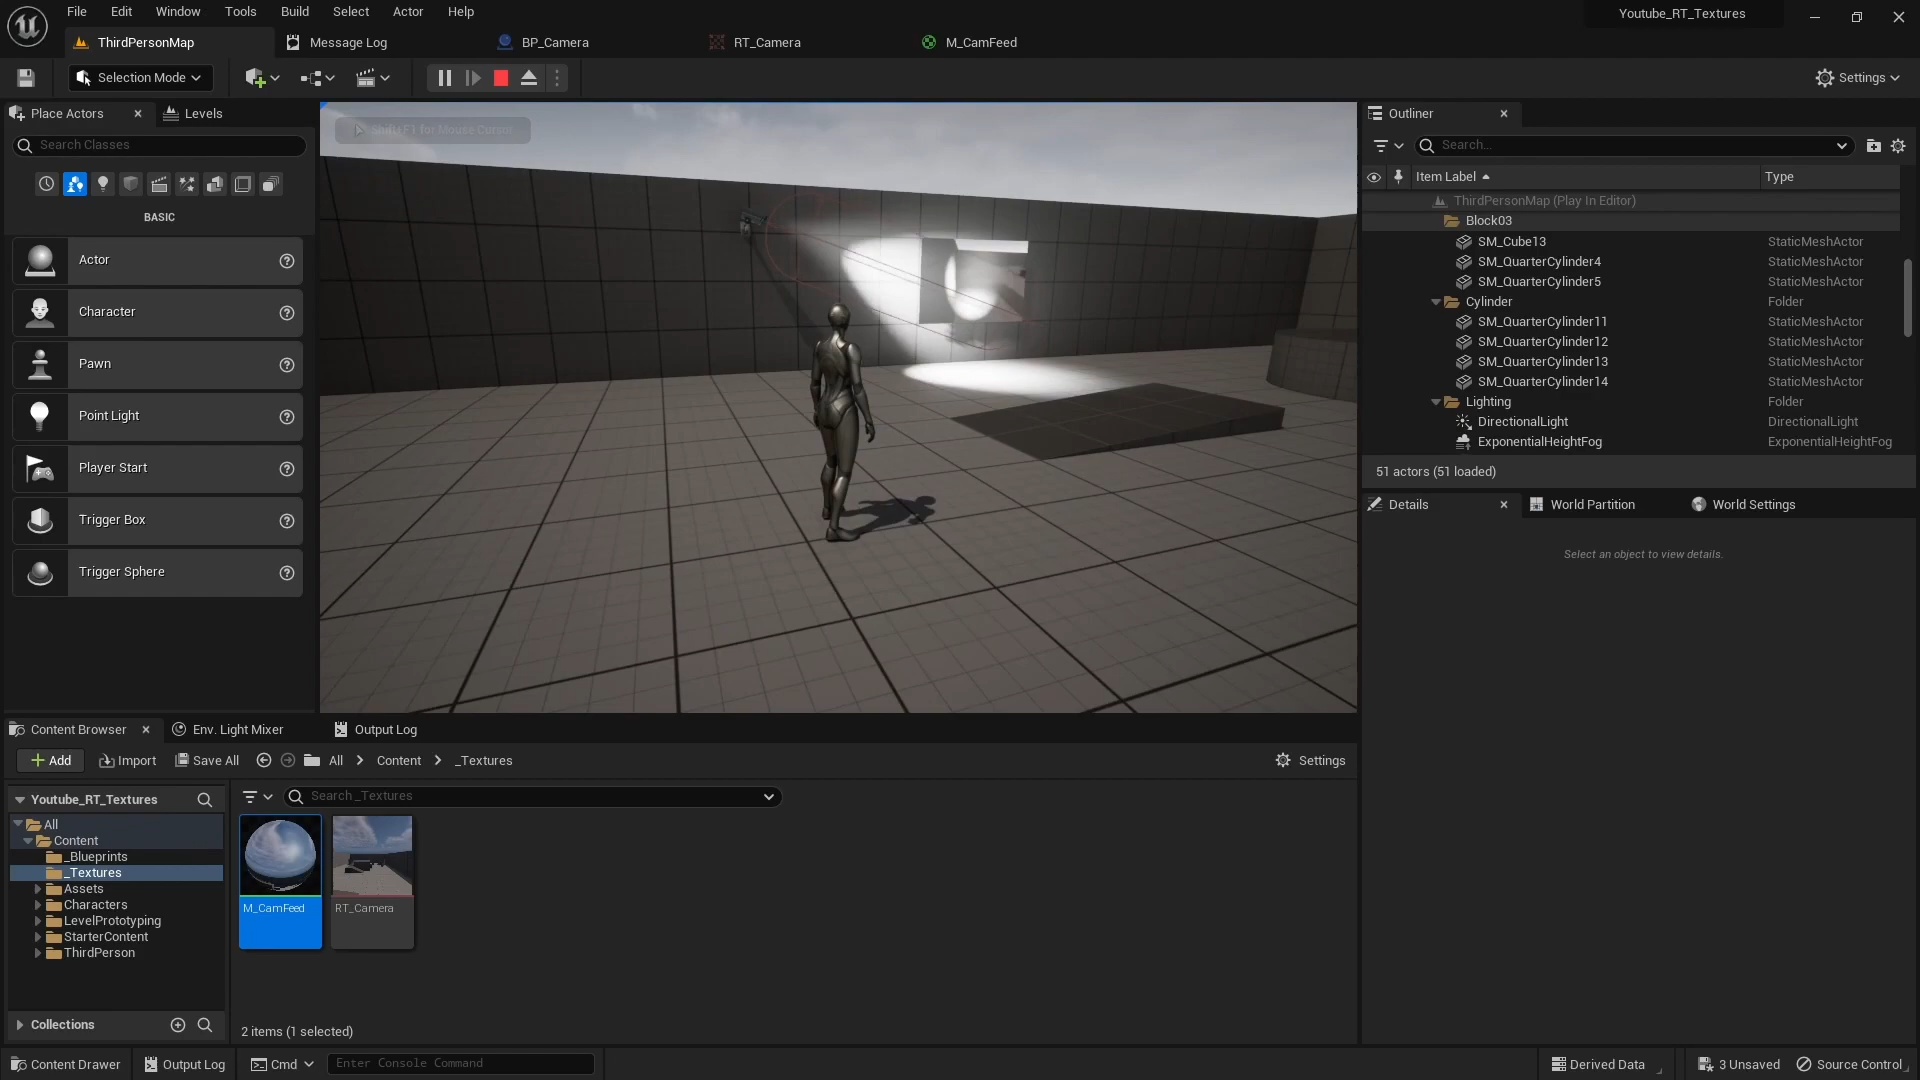 File Edit Window Tools Build Select Actor Help
Youtube_RT_Textures
ThirdPersonMap Message Log BP_Camera RT_Camera M_CamFeed
Selection Mode Settings
Place Actors Levels
Search Classes
BASIC
Actor
Character
Pawn
Point Light
Player Start
Trigger Box
Trigger Sphere
Shift+F1 for Mouse Cursor
Outliner
Search...
Item Label Type
ThirdPersonMap (Play In Editor)
Block03
SM_Cube13 StaticMeshActor
SM_QuarterCylinder4 StaticMeshActor
SM_QuarterCylinder5 StaticMeshActor
Cylinder Folder
SM_QuarterCylinder11 StaticMeshActor
SM_QuarterCylinder12 StaticMeshActor
SM_QuarterCylinder13 StaticMeshActor
SM_QuarterCylinder14 StaticMeshActor
Lighting Folder
DirectionalLight DirectionalLight
ExponentialHeightFog ExponentialHeightFog
51 actors (51 loaded)
Details World Partition World Settings
Select an object to view details.
Content Browser Env. Light Mixer Output Log
Add Import Save All All Content _Textures Settings
Youtube_RT_Textures
Search _Textures
All
Content
_Blueprints
_Textures
Assets
Characters
LevelPrototyping
StarterContent
ThirdPerson
M_CamFeed RT_Camera
Collections
2 items (1 selected)
Content Drawer Output Log Cmd Enter Console Command Derived Data 3 Unsaved Source Control